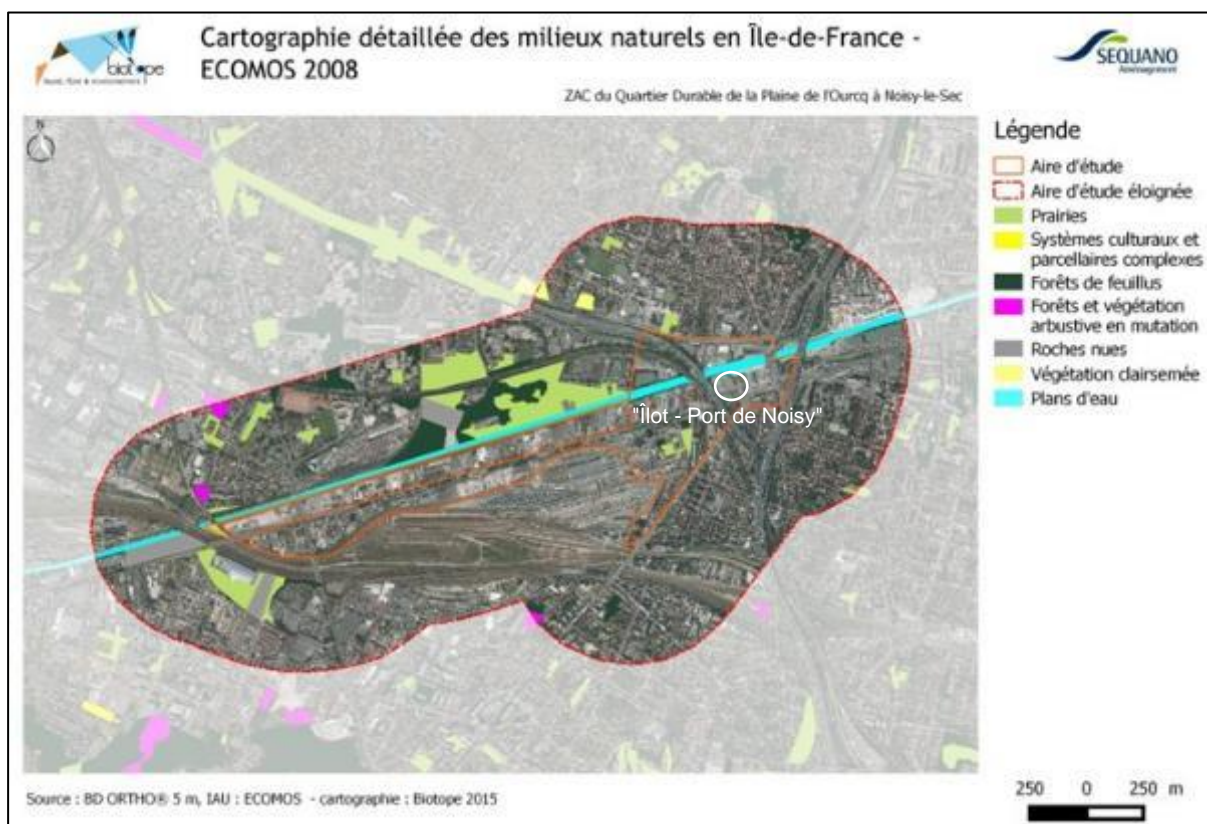 Cartographie détaillée des milieux naturels en Île-de-France -
ECOMOS 2008
biotope
SEQUANO
Aménagement
ZAC du Quartier Durable de la Plaine de l'Ourcq à Noisy-le-Sec
N
"Îlot - Port de Noisy"
Légende
Aire d'étude
Aire d'étude éloignée
Prairies
Systèmes culturaux et
parcellaires complexes
Forêts de feuillus
Forêts et végétation
arbustive en mutation
Roches nues
Végétation clairsemée
Plans d'eau
Source : BD ORTHO® 5 m, IAU : ECOMOS - cartographie : Biotope 2015
250 0 250 m